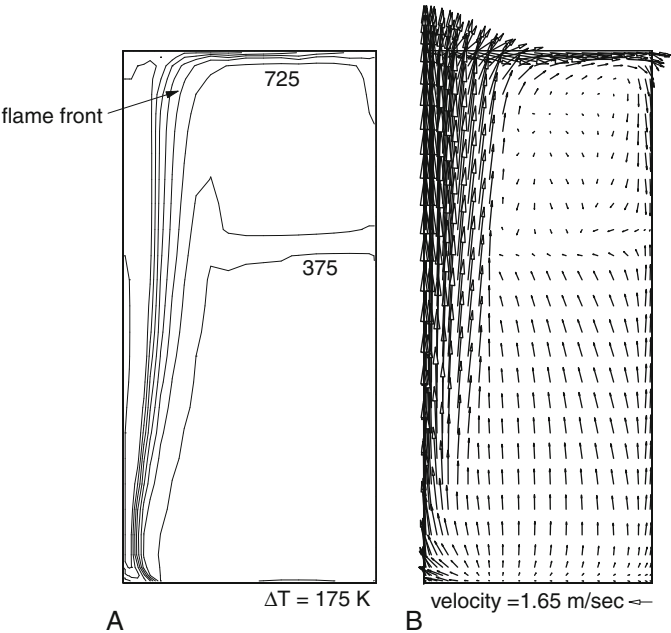 725
flame front
375
ΔT = 175 K
A
velocity =1.65 m/sec
B